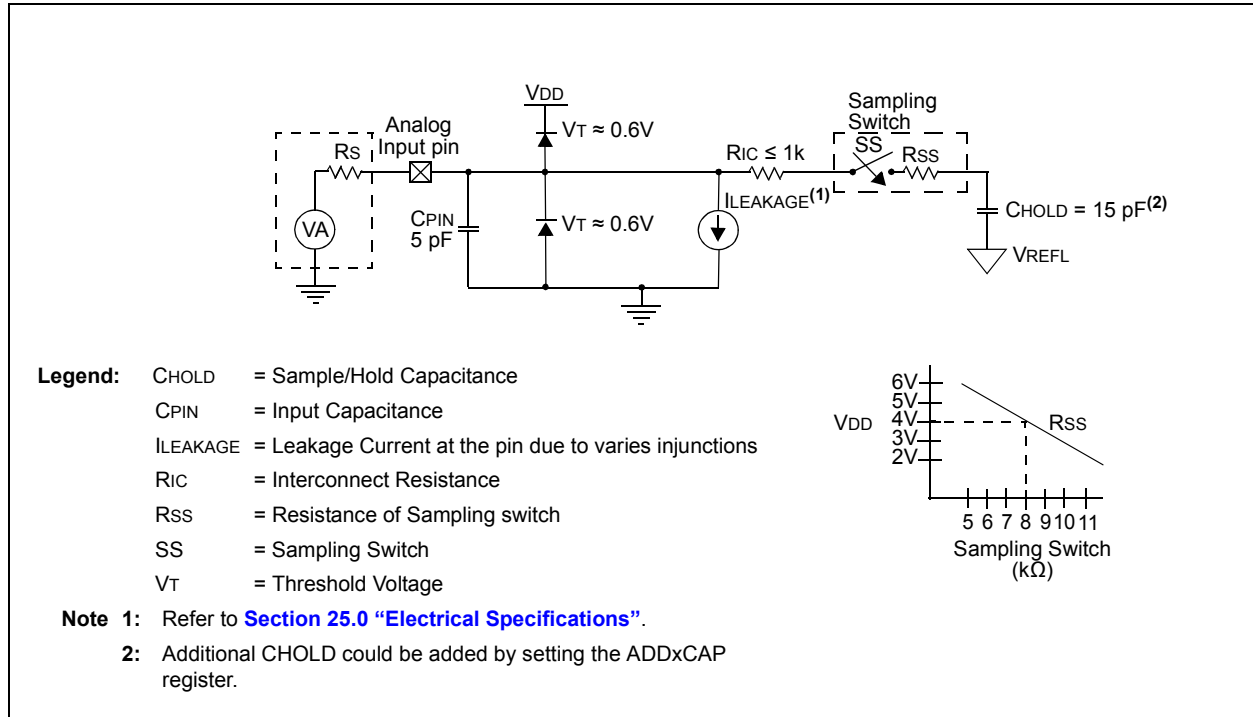 VDD
Sampling
Switch
Analog
Input pin
VT ≈ 0.6V
SS
RS
RIC ≤ 1k
RSS
ILEAKAGE(1)
CPIN
5 pF
VT ≈ 0.6V
CHOLD = 15 pF(2)
VA
VREFL
Legend: CHOLD = Sample/Hold Capacitance
CPIN = Input Capacitance
ILEAKAGE = Leakage Current at the pin due to varies injunctions
RIC = Interconnect Resistance
RSS = Resistance of Sampling switch
SS = Sampling Switch
VT = Threshold Voltage
6V
5V
VDD 4V RSS
3V
2V
5 6 7 8 9 10 11
Sampling Switch
(kΩ)
Note 1: Refer to Section 25.0 “Electrical Specifications”.
2: Additional CHOLD could be added by setting the ADDxCAP
register.